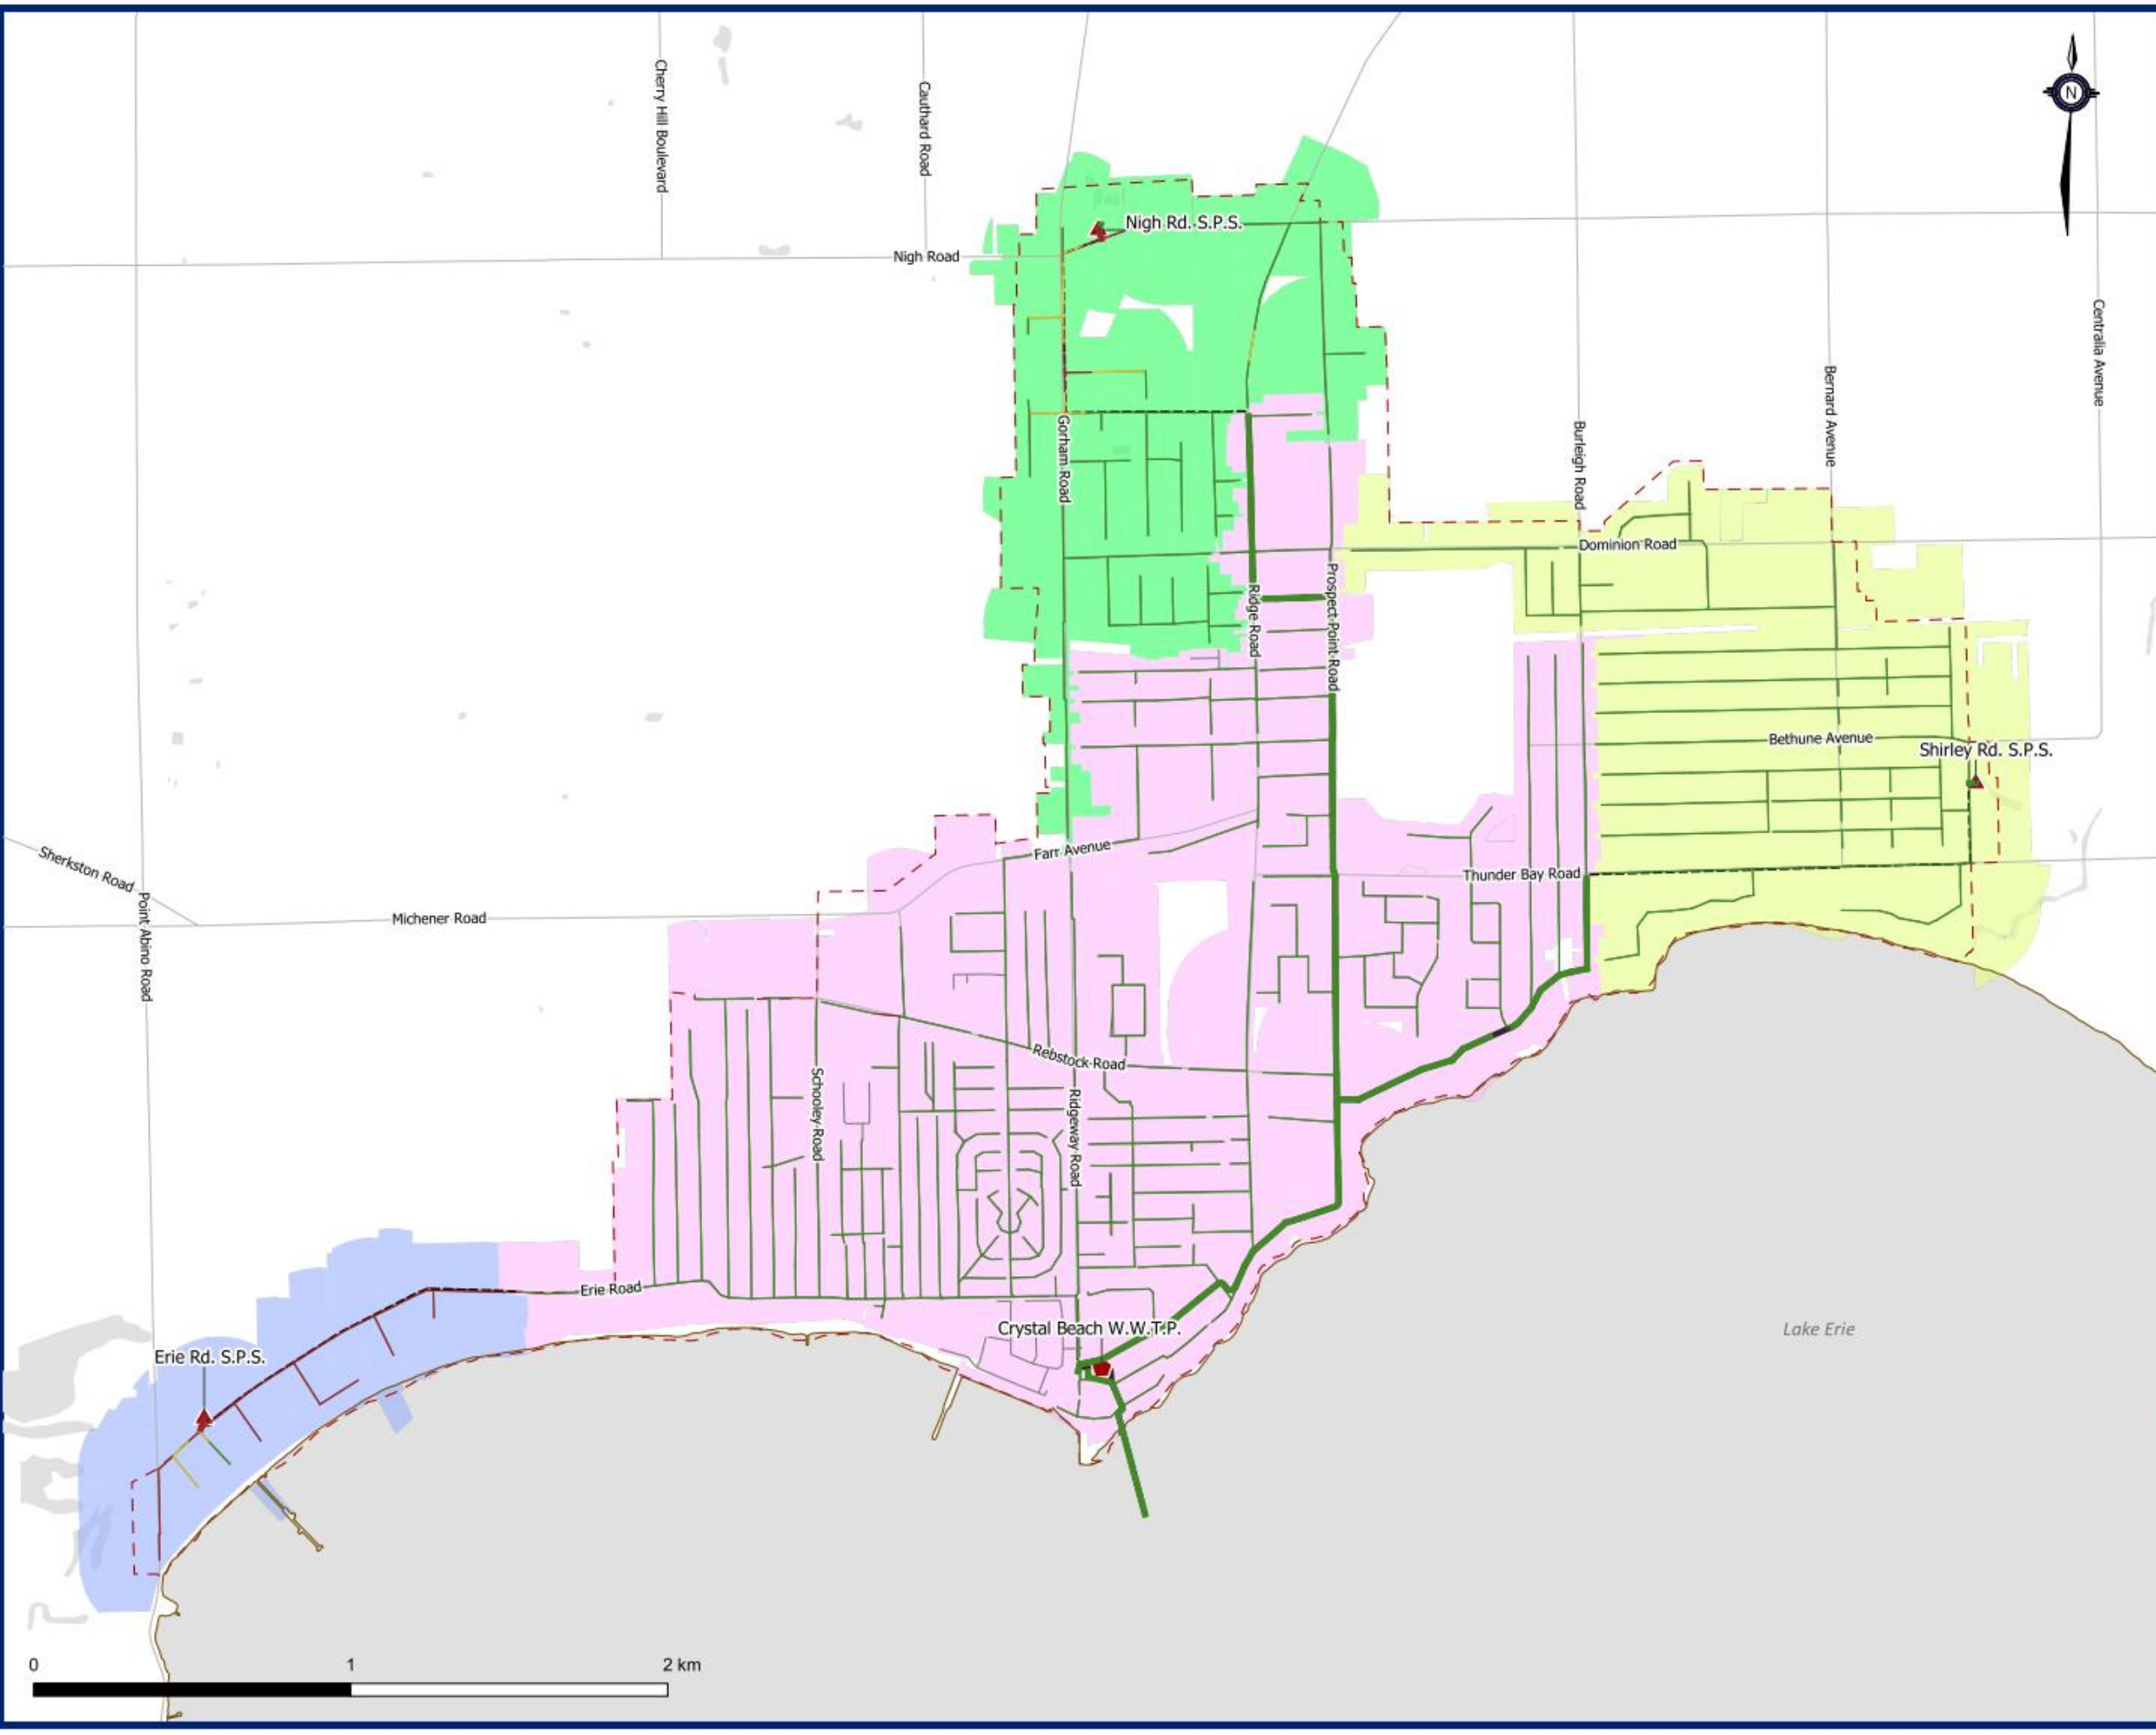 Cherry Hill Boulevard
Cauthard Road
N
Nigh Rd. S.P.S.
Nigh Road
Centralia Avenue
Bernard Avenue
Burleigh Road
Gorham Road
Dominion Road
Prospect Point Road
Ridge Road
Bethune Avenue
Shirley Rd. S.P.S.
Farr Avenue
Sherkston Road
Thunder Bay Road
Point Abino Road
Michener Road
Rebstock Road
Schooley Road
Ridgeway Road
Erie Road
Crystal Beach W.W.T.P.
Lake Erie
Erie Rd. S.P.S.
0 1 2 km